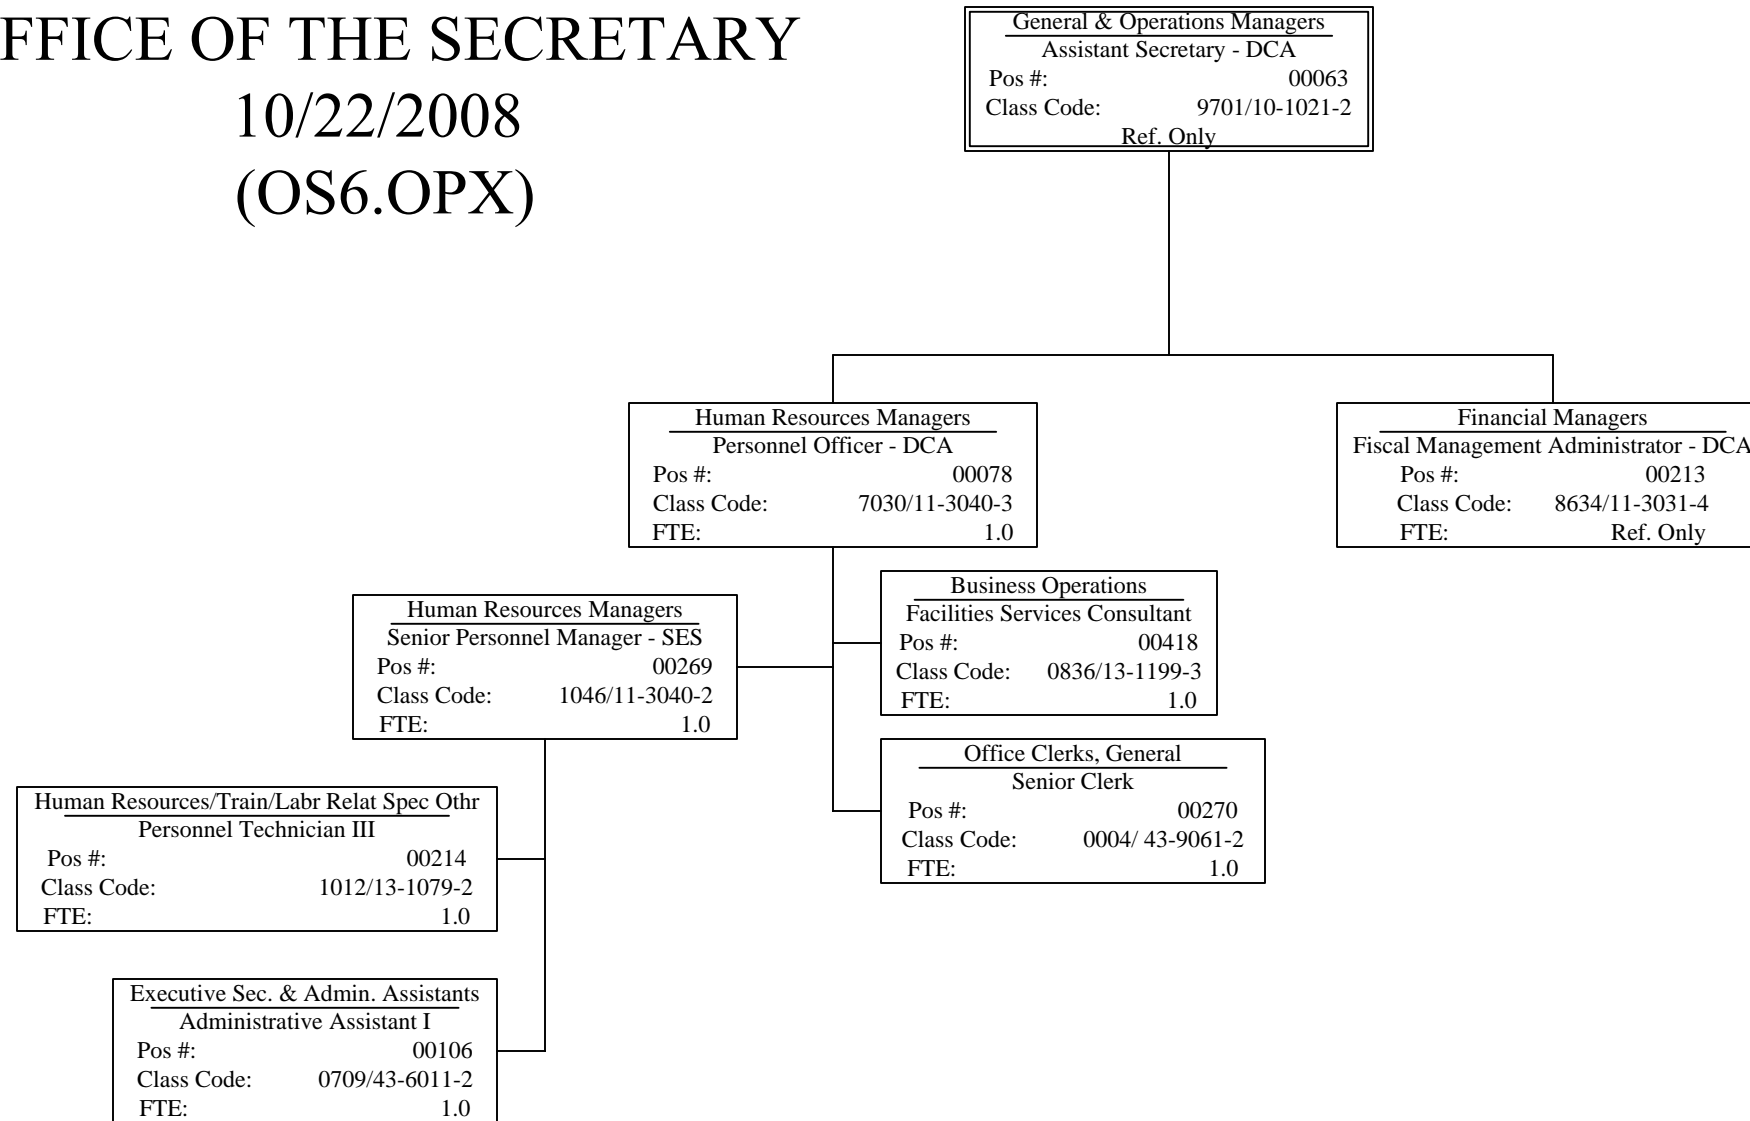 FFICE OF THE SECRETARY
10/22/2008
(OS6.OPX)
General & Operations Managers
Assistant Secretary - DCA
Pos #: 00063
Class Code: 9701/10-1021-2
Ref. Only
Human Resources Managers
Personnel Officer - DCA
Pos #: 00078
Class Code: 7030/11-3040-3
FTE: 1.0
Financial Managers
Fiscal Management Administrator - DCA
Pos #: 00213
Class Code: 8634/11-3031-4
FTE: Ref. Only
Business Operations
Facilities Services Consultant
Pos #: 00418
Class Code: 0836/13-1199-3
FTE: 1.0
Human Resources Managers
Senior Personnel Manager - SES
Pos #: 00269
Class Code: 1046/11-3040-2
FTE: 1.0
Office Clerks, General
Senior Clerk
Pos #: 00270
Class Code: 0004/ 43-9061-2
FTE: 1.0
Human Resources/Train/Labr Relat Spec Othr
Personnel Technician III
Pos #: 00214
Class Code: 1012/13-1079-2
FTE: 1.0
Executive Sec. & Admin. Assistants
Administrative Assistant I
Pos #: 00106
Class Code: 0709/43-6011-2
FTE: 1.0